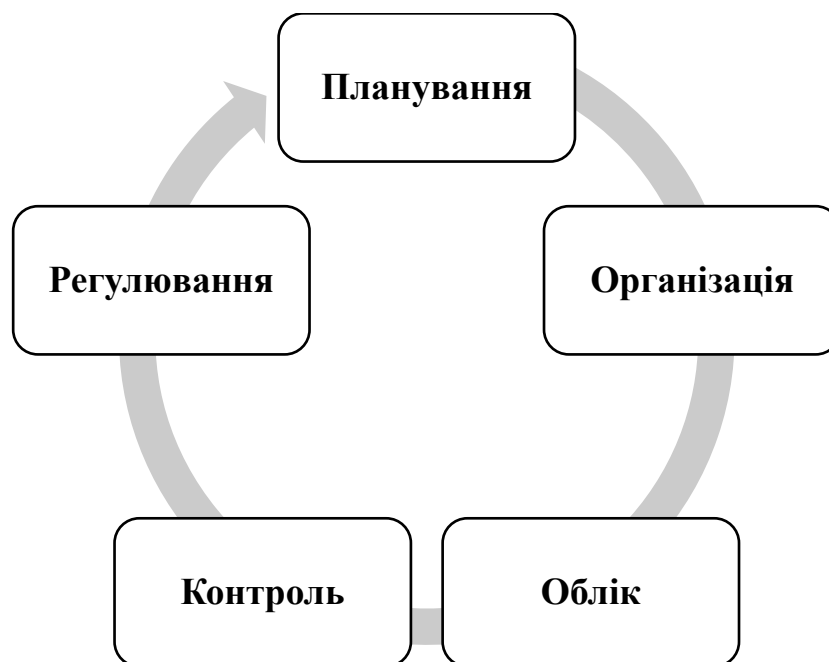 Планування
Організація
Облік
Контроль
Регулювання